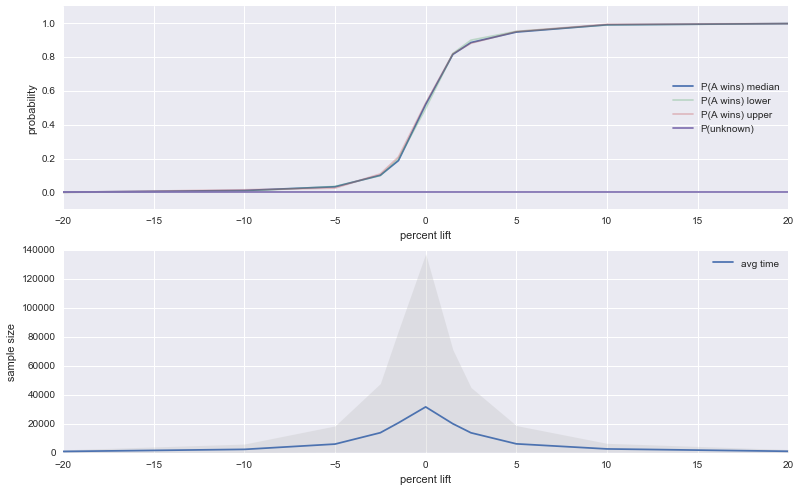 1.0
0.8
0.6
0.4
0.2
0.0
probability
P(A wins) median
P(A wins) lower
P(A wins) upper
P(unknown)
−20 −15 −10 −5 0 5 10 15 20
percent lift
140000
120000
100000
80000
60000
40000
20000
0
sample size
avg time
−20 −15 −10 −5 0 5 10 15 20
percent lift